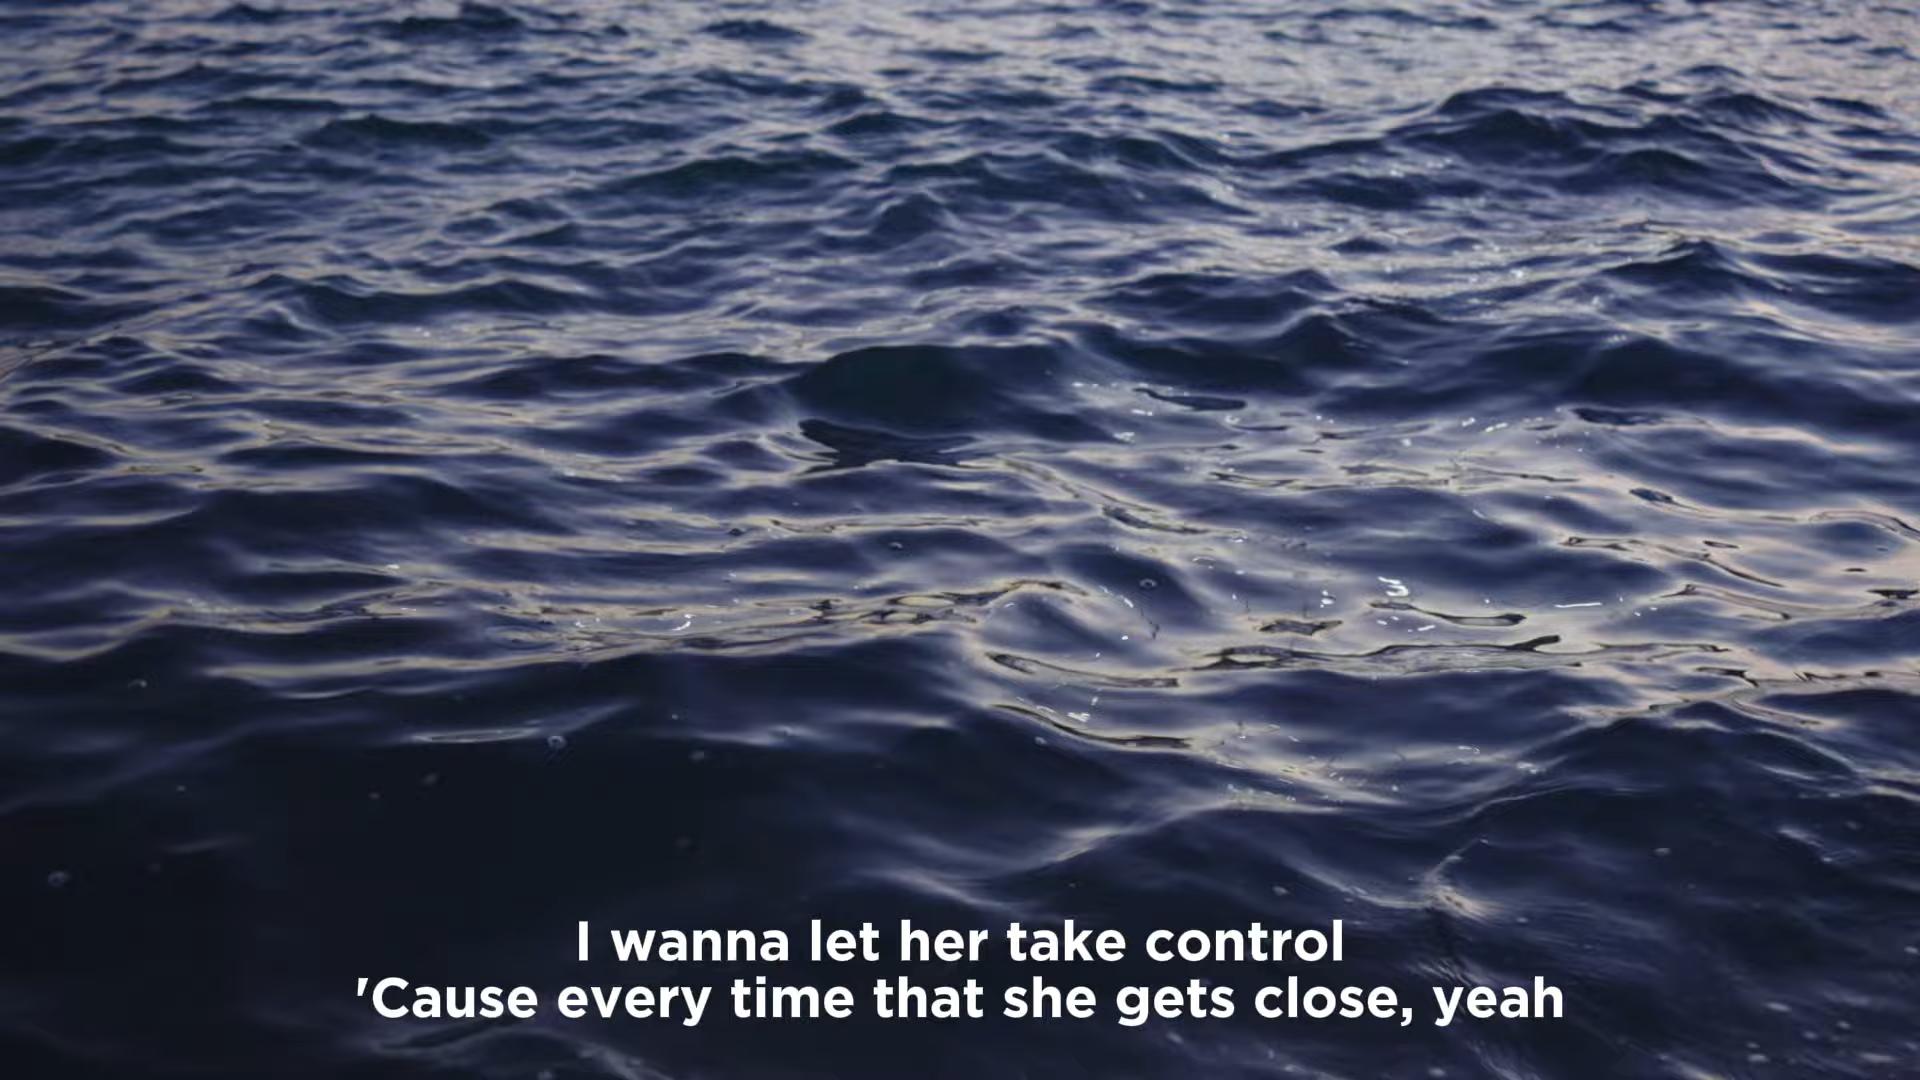 I wanna let her take control
'Cause every time that she gets close, yeah